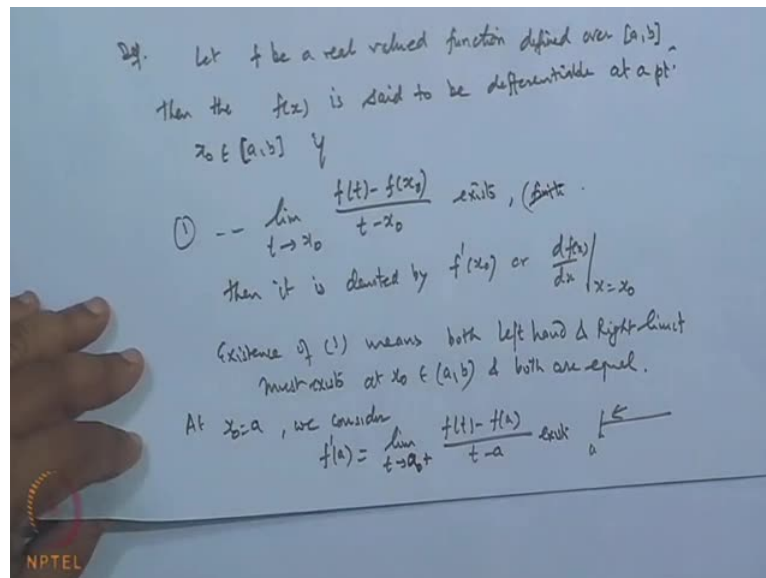 Def. Let f be a real valued function defined over [a,b]
then the f(x) is said to be differentiable at a pt.
x₀ ∈ [a,b] if
① -- lim t→x₀ (f(t)-f(x₀))/(t-x₀) exists, (finite.
then it is denoted by f'(x₀) or df(x)/dx |x=x₀
Existence of (1) means both Left hand & Right limit
must exists at x₀ ∈ (a,b) & both are equal.
At x₀=a, we consider
f'(a) = lim t→a+ (f(t)-f(a))/(t-a) exist a
NPTEL